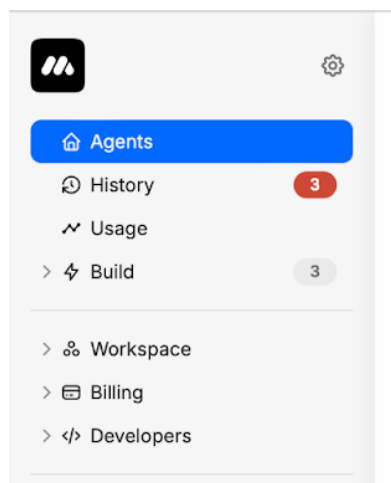 Agents
History 3
Usage
Build 3
Workspace
Billing
Developers